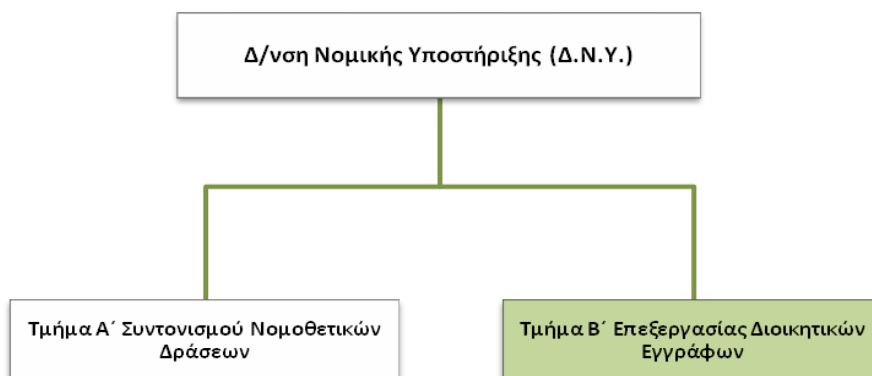 Δ/νση Νομικής Υποστήριξης (Δ.Ν.Υ.)
Τμήμα Α΄ Συντονισμού Νομοθετικών
Δράσεων
Τμήμα Β΄ Επεξεργασίας Διοικητικών
Εγγράφων